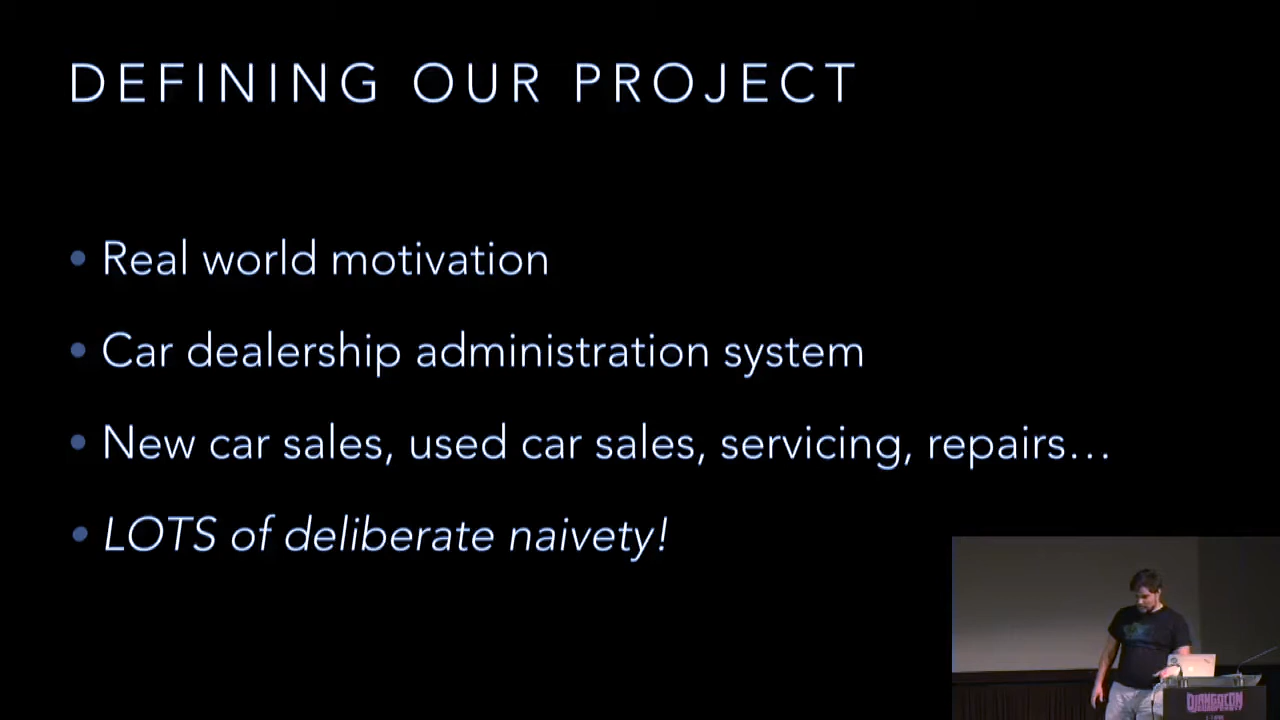 DEFINING OUR PROJECT
• Real world motivation
• Car dealership administration system
• New car sales, used car sales, servicing, repairs…
• LOTS of deliberate naivety!
DJANGOCON